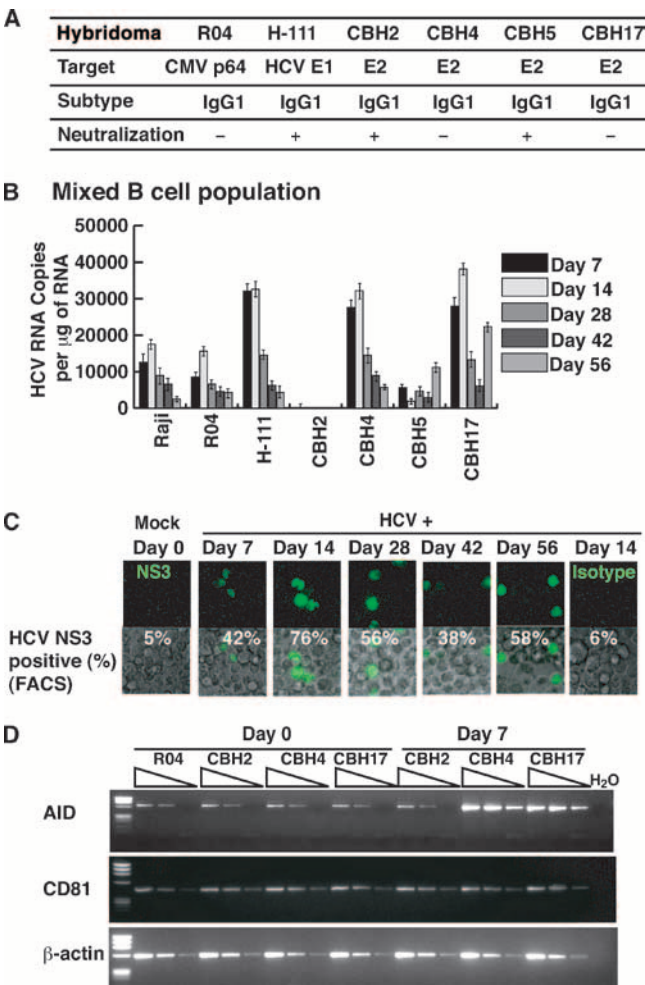 A
Hybridoma R04 H-111 CBH2 CBH4 CBH5 CBH17
Target CMV p64 HCV E1 E2 E2 E2 E2
Subtype IgG1 IgG1 IgG1 IgG1 IgG1 IgG1
Neutralization – + + – + –
B Mixed B cell population
HCV RNA Copies
per μg of RNA
50000
40000
30000
20000
10000
0
Raji R04 H-111 CBH2 CBH4 CBH5 CBH17
Day 7
Day 14
Day 28
Day 42
Day 56
C
Mock HCV +
Day 0 Day 7 Day 14 Day 28 Day 42 Day 56 Day 14
NS3 Isotype
HCV NS3
positive (%)
(FACS)
5% 42% 76% 56% 38% 58% 6%
D
Day 0 Day 7
R04 CBH2 CBH4 CBH17 CBH2 CBH4 CBH17
H2O
AID
CD81
β-actin